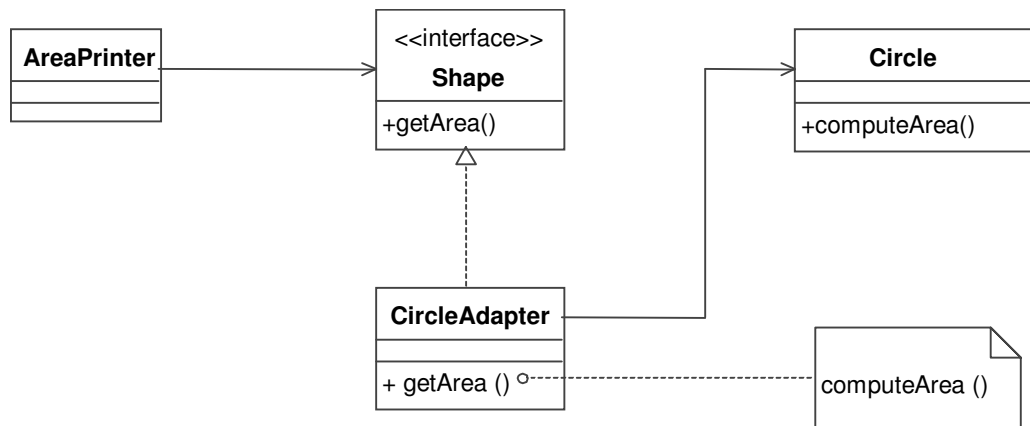 AreaPrinter
<<interface>>
Shape
+getArea()
Circle
+computeArea()
CircleAdapter
+ getArea ()
computeArea ()